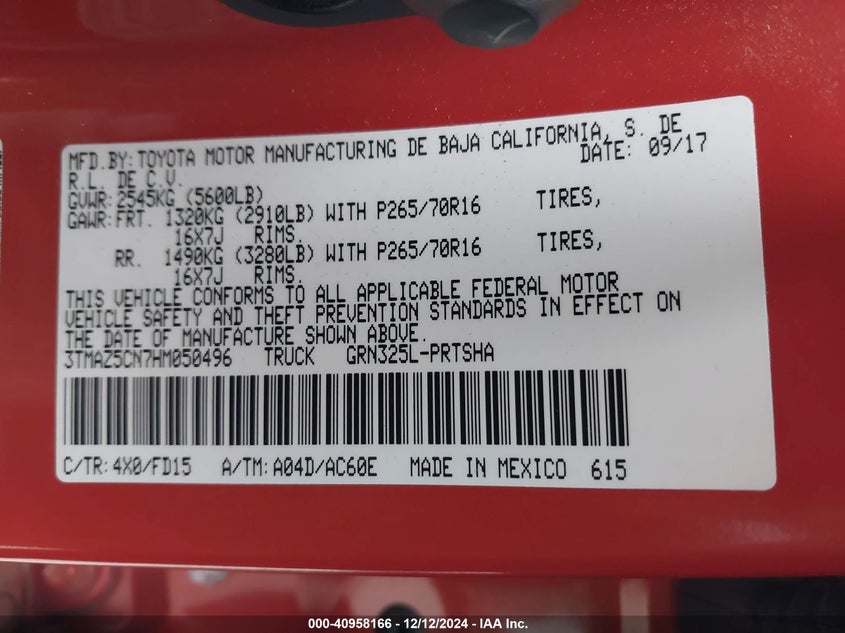 MFD.BY: TOYOTA MOTOR MANUFACTURING DE BAJA CALIFORNIA, S. DE
R.L. DE C.V. DATE: 09/17
GVWR: 2545KG (5600LB)
GAWR: FRT. 1320KG (2910LB) WITH P265/70R16 TIRES,
16X7J RIMS.
RR. 1490KG (3280LB) WITH P265/70R16 TIRES,
16X7J RIMS.
THIS VEHICLE CONFORMS TO ALL APPLICABLE FEDERAL MOTOR
VEHICLE SAFETY AND THEFT PREVENTION STANDARDS IN EFFECT ON
THE DATE OF MANUFACTURE SHOWN ABOVE.
3TMAZ5CN7HM050496 TRUCK GRN325L-PRTSHA
C/TR: 4X0/FD15 A/TM: A04D/AC60E MADE IN MEXICO 615
000-40958166 - 12/12/2024 - IAA Inc.